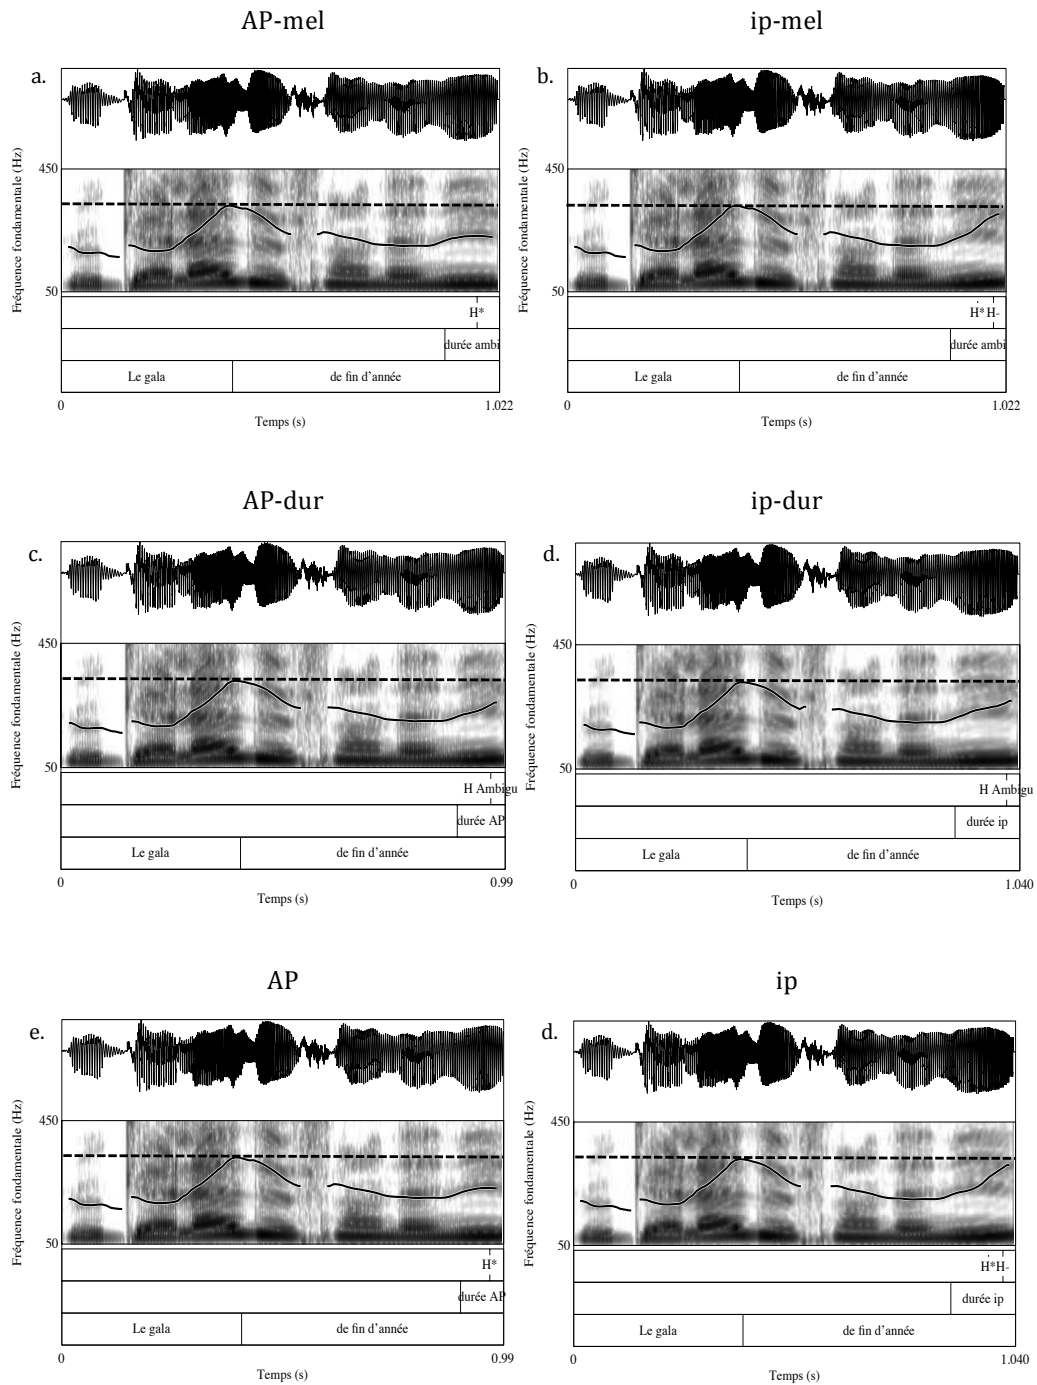 AP-mel
ip-mel
a.
b.
Fréquence fondamentale (Hz)
450
50
H*
durée ambi
Le gala
de fin d'année
0
1.022
Temps (s)
Fréquence fondamentale (Hz)
450
50
H* H-
durée ambi
Le gala
de fin d'année
0
1.022
Temps (s)
AP-dur
ip-dur
c.
d.
Fréquence fondamentale (Hz)
450
50
H Ambigu
durée AP
Le gala
de fin d'année
0
0.99
Temps (s)
Fréquence fondamentale (Hz)
450
50
H Ambigu
durée ip
Le gala
de fin d'année
0
1.040
Temps (s)
AP
ip
e.
d.
Fréquence fondamentale (Hz)
450
50
H*
durée AP
Le gala
de fin d'année
0
0.99
Temps (s)
Fréquence fondamentale (Hz)
450
50
H*H-
durée ip
Le gala
de fin d'année
0
1.040
Temps (s)